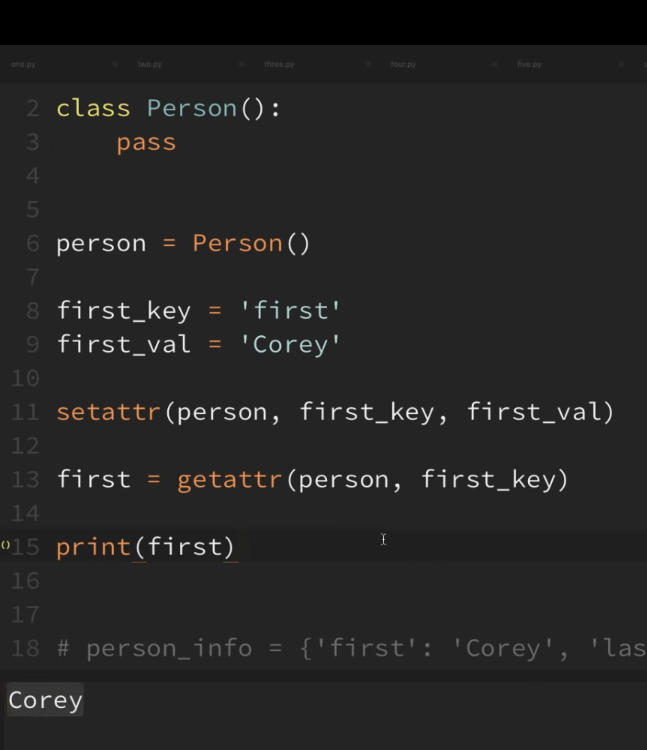 one.py two.py three.py four.py five.py
2 class Person():
3 pass
4
5
6 person = Person()
7
8 first_key = 'first'
9 first_val = 'Corey'
10
11 setattr(person, first_key, first_val)
12
13 first = getattr(person, first_key)
14
15 print(first)
16
17
18 # person_info = {'first': 'Corey', 'las
Corey